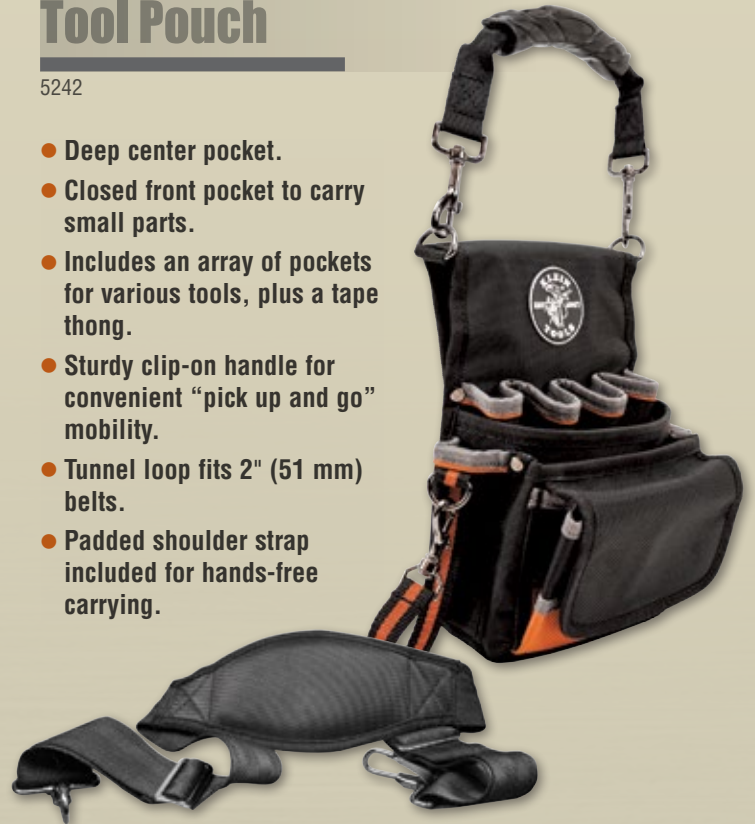 Tool Pouch
5242
● Deep center pocket.
● Closed front pocket to carry
small parts.
● Includes an array of pockets
for various tools, plus a tape
thong.
● Sturdy clip-on handle for
convenient “pick up and go”
mobility.
● Tunnel loop fits 2" (51 mm)
belts.
● Padded shoulder strap
included for hands-free
carrying.
KLEIN
TOOLS